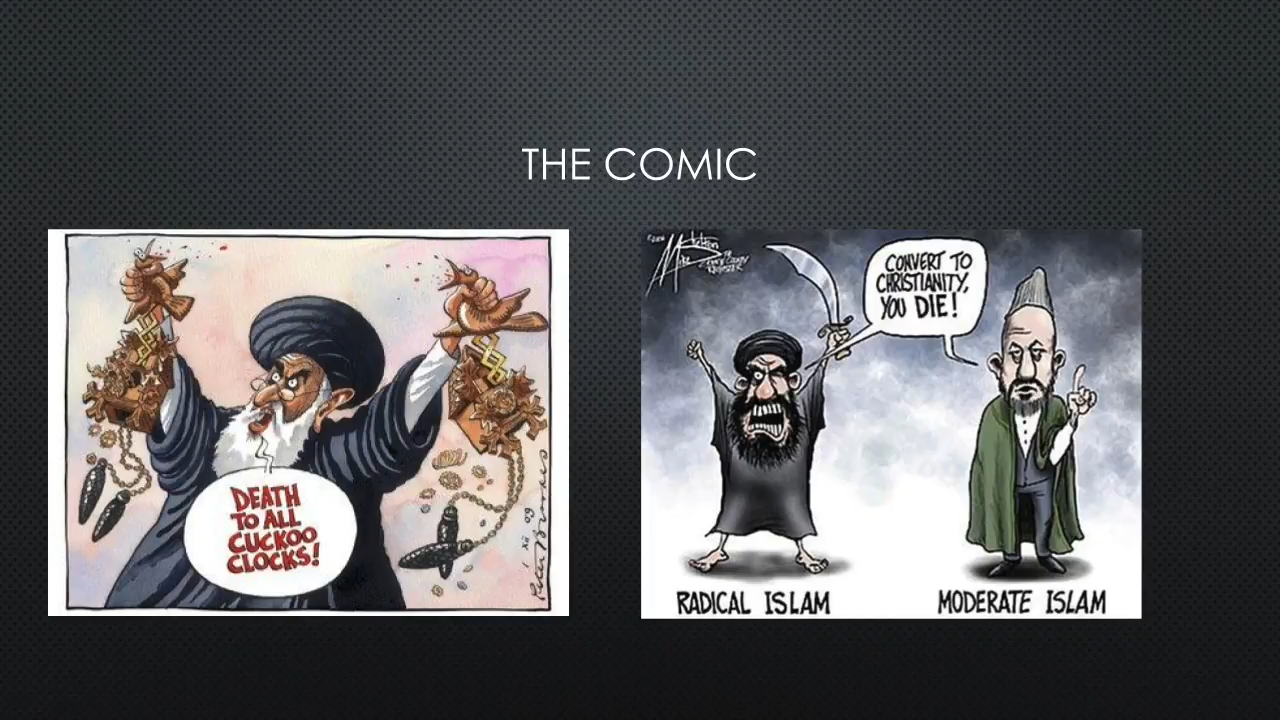 THE COMIC
DEATH
TO ALL
CUCKOO
CLOCKS!
CONVERT TO
CHRISTIANITY,
YOU DIE!
RADICAL ISLAM
MODERATE ISLAM